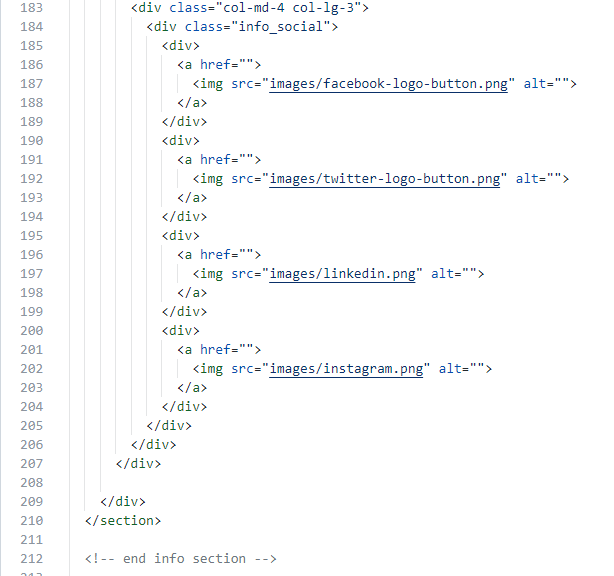 183 <div class="col-md-4 col-lg-3">
184 <div class="info_social">
185 <div>
186 <a href="">
187 <img src="images/facebook-logo-button.png" alt="">
188 </a>
189 </div>
190 <div>
191 <a href="">
192 <img src="images/twitter-logo-button.png" alt="">
193 </a>
194 </div>
195 <div>
196 <a href="">
197 <img src="images/linkedin.png" alt="">
198 </a>
199 </div>
200 <div>
201 <a href="">
202 <img src="images/instagram.png" alt="">
203 </a>
204 </div>
205 </div>
206 </div>
207 </div>
208
209 </div>
210 </section>
211
212 <!-- end info section -->